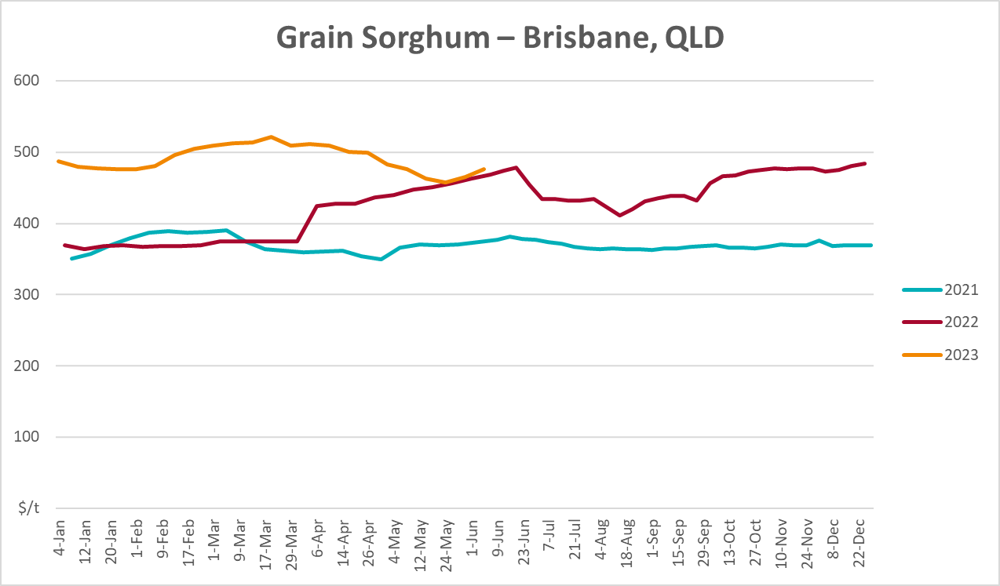 Grain Sorghum – Brisbane, QLD
600
500
400
300
200
100
$/t
4-Jan
12-Jan
20-Jan
1-Feb
9-Feb
17-Feb
1-Mar
9-Mar
17-Mar
29-Mar
6-Apr
14-Apr
26-Apr
4-May
12-May
24-May
1-Jun
9-Jun
23-Jun
7-Jul
21-Jul
4-Aug
18-Aug
1-Sep
15-Sep
29-Sep
13-Oct
27-Oct
10-Nov
24-Nov
8-Dec
22-Dec
2021
2022
2023